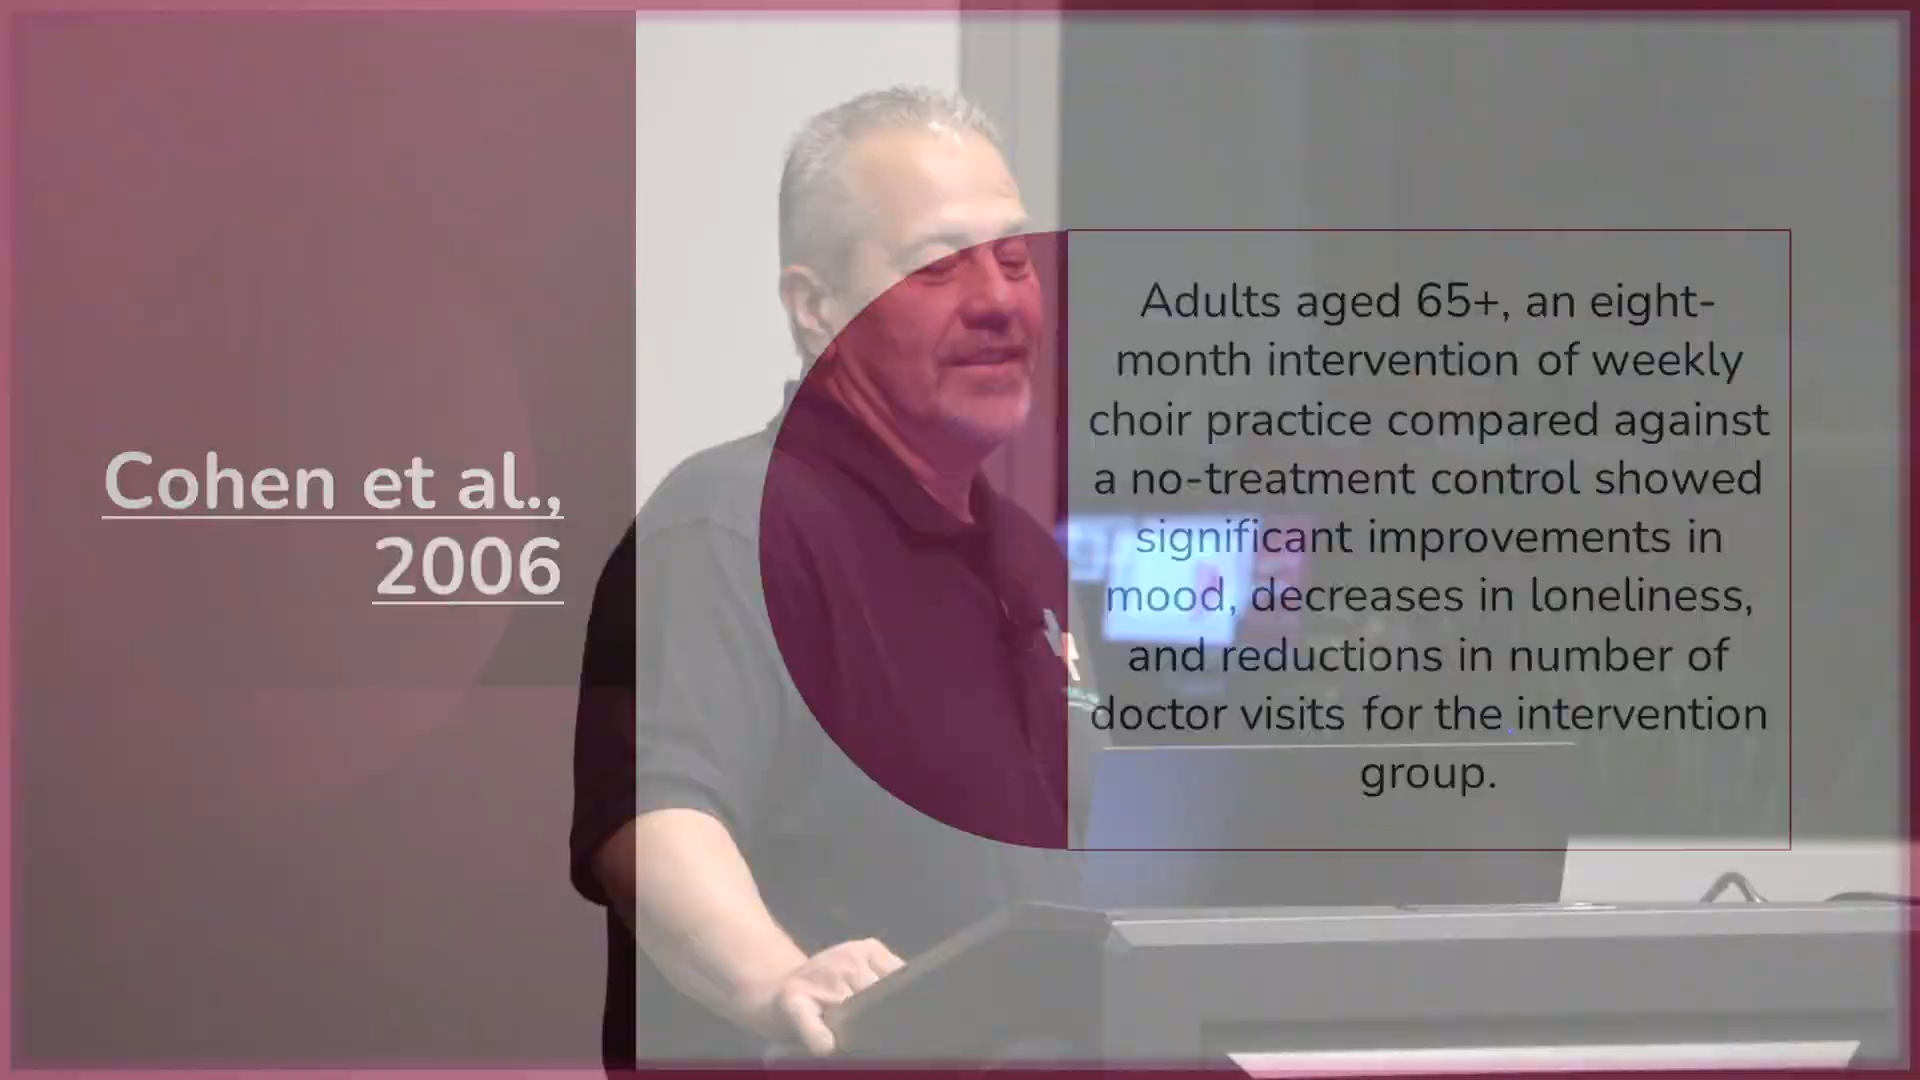 Cohen et al.,
2006
Adults aged 65+, an eight-
month intervention of weekly
choir practice compared against
a no-treatment control showed
significant improvements in
mood, decreases in loneliness,
and reductions in number of
doctor visits for the intervention
group.